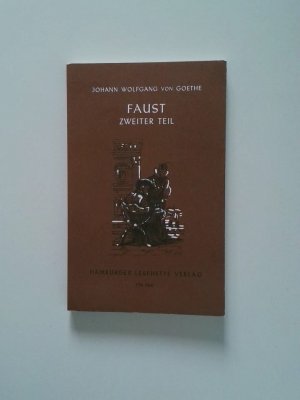 JOHANN WOLFGANG VON GOETHE
FAUST
ZWEITER TEIL
HAMBURGER LESEHEFTE VERLAG